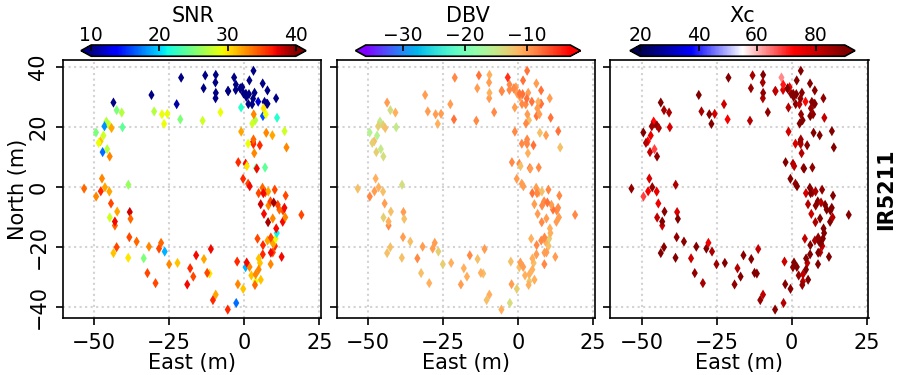 SNR DBV Xc
10 20 30 40 −30 −20 −10 20 40 60 80
40
20
0
−20
−40
North (m)
IR5211
−50 −25 0 25 −50 −25 0 25 −50 −25 0 25
East (m) East (m) East (m)